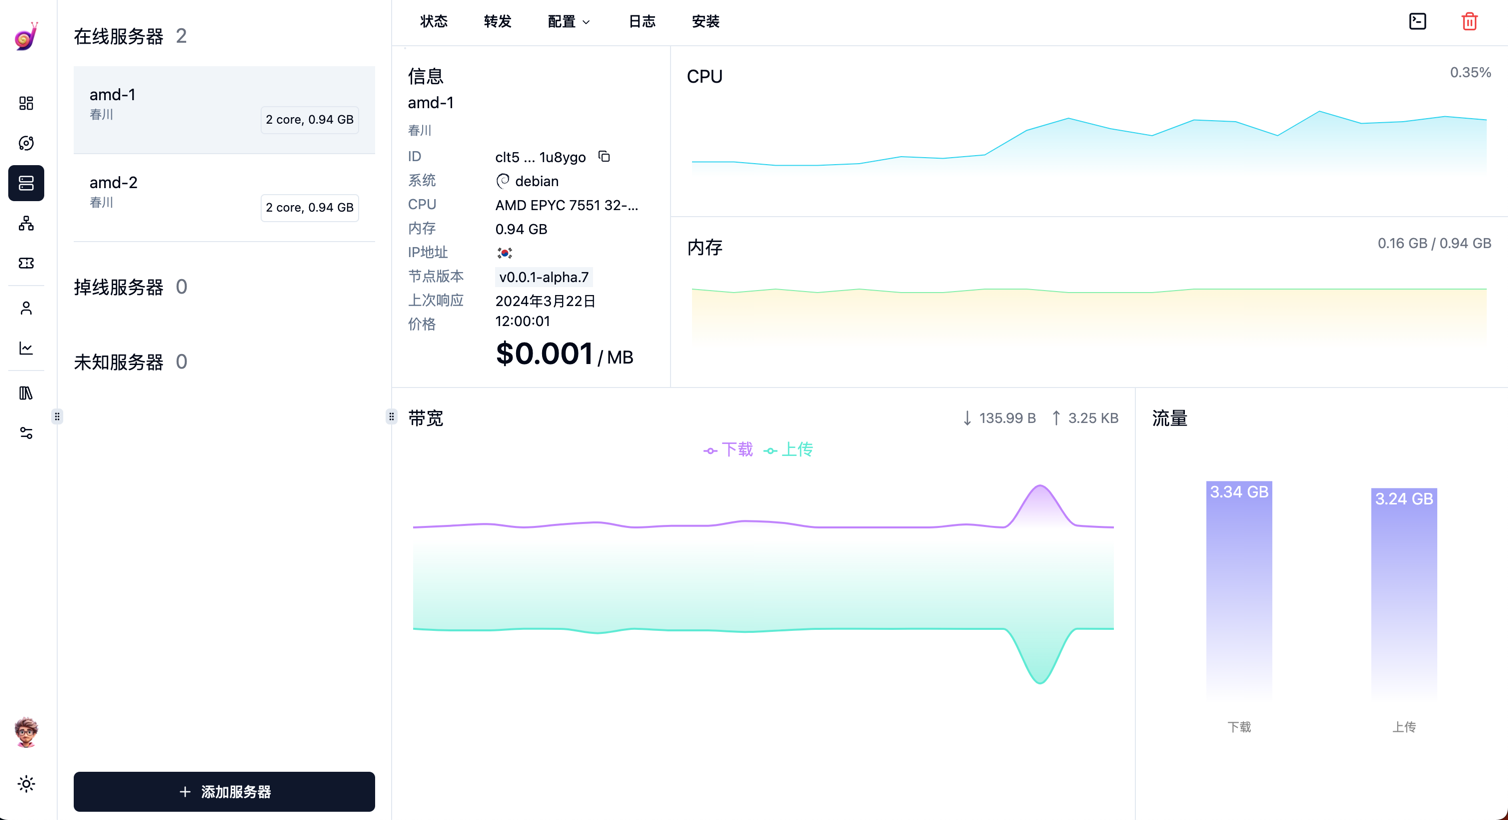 在线服务器 2
amd-1
春川
2 core, 0.94 GB
amd-2
春川
2 core, 0.94 GB
掉线服务器 0
未知服务器 0
添加服务器
状态 转发 配置 日志 安装
信息
amd-1
春川
ID clt5 ... 1u8ygo
系统 debian
CPU AMD EPYC 7551 32-...
内存 0.94 GB
IP地址
节点版本 v0.0.1-alpha.7
上次响应 2024年3月22日
12:00:01
价格
$0.001 / MB
CPU 0.35%
内存 0.16 GB / 0.94 GB
带宽 ↓ 135.99 B ↑ 3.25 KB
下载 上传
流量
3.34 GB 3.24 GB
下载 上传